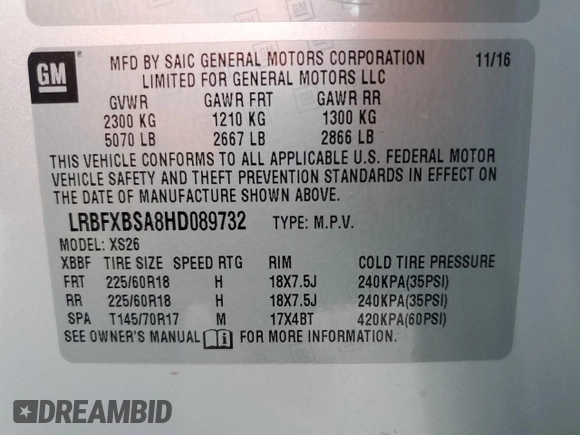 GM
MFD BY SAIC GENERAL MOTORS CORPORATION 11/16
LIMITED FOR GENERAL MOTORS LLC
GVWR GAWR FRT GAWR RR
2300 KG 1210 KG 1300 KG
5070 LB 2667 LB 2866 LB
THIS VEHICLE CONFORMS TO ALL APPLICABLE U.S. FEDERAL MOTOR
VEHICLE SAFETY AND THEFT PREVENTION STANDARDS IN EFFECT ON
THE DATE OF MANUFACTURE SHOWN ABOVE.
LRBFXBSA8HD089732 TYPE: M.P.V.
MODEL: XS26
XBBF TIRE SIZE SPEED RTG RIM COLD TIRE PRESSURE
FRT 225/60R18 H 18X7.5J 240KPA(35PSI)
RR 225/60R18 H 18X7.5J 240KPA(35PSI)
SPA T145/70R17 M 17X4BT 420KPA(60PSI)
SEE OWNER'S MANUAL FOR MORE INFORMATION.
DREAMBID